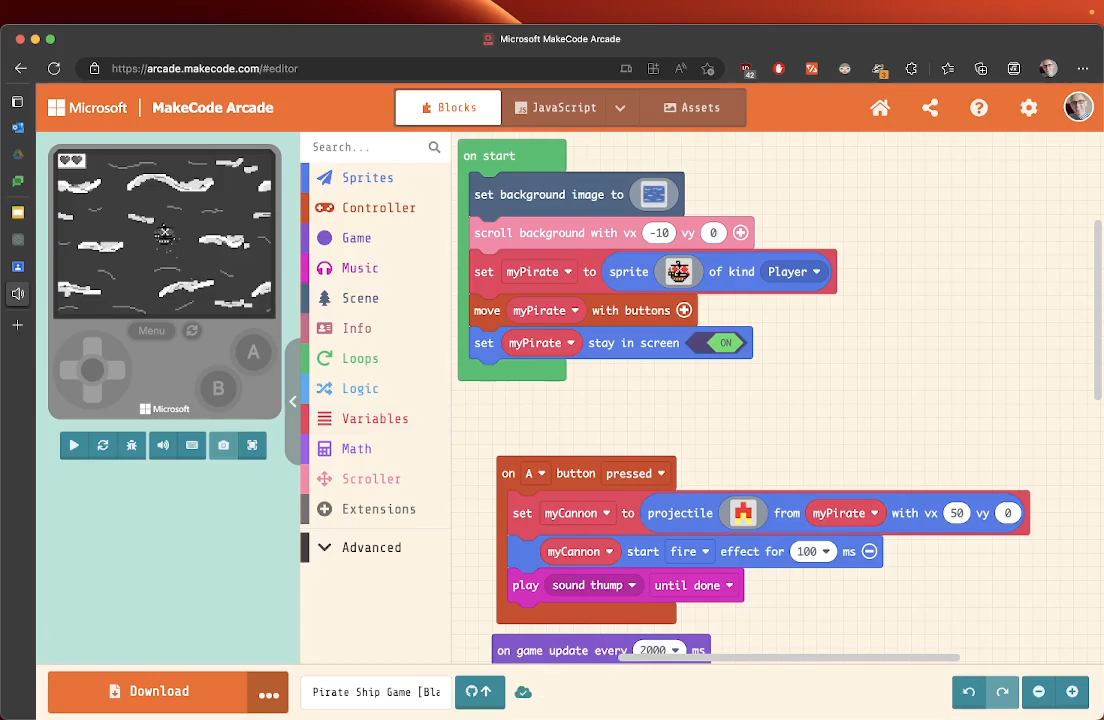 Microsoft MakeCode Arcade
https://arcade.makecode.com/#editor
42
3
Microsoft
MakeCode Arcade
Blocks
JavaScript
Assets
Menu
A
B
Microsoft
Search...
Sprites
Controller
Game
Music
Scene
Info
Loops
Logic
Variables
Math
Scroller
Extensions
Advanced
on start
set background image to
scroll background with vx -10 vy 0
set myPirate to sprite of kind Player
move myPirate with buttons
set myPirate stay in screen ON
on A button pressed
set myCannon to projectile from myPirate with vx 50 vy 0
myCannon start fire effect for 100 ms
play sound thump until done
on game update every 2000 ms
Download
Pirate Ship Game [Bla